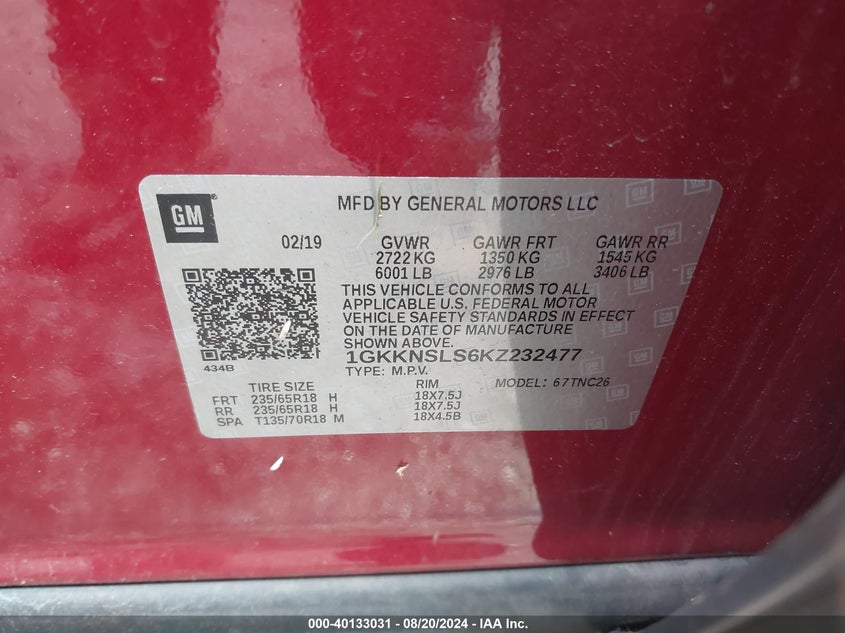 GM
MFD BY GENERAL MOTORS LLC
02/19 GVWR GAWR FRT GAWR RR
2722 KG 1350 KG 1545 KG
6001 LB 2976 LB 3406 LB
THIS VEHICLE CONFORMS TO ALL
APPLICABLE U.S. FEDERAL MOTOR
VEHICLE SAFETY STANDARDS IN EFFECT
ON THE DATE OF MANUFACTURE
SHOWN ABOVE.
1GKKNSLS6KZ232477
434B
TYPE: M.P.V.
TIRE SIZE RIM MODEL: 67TNC26
FRT 235/65R18 H 18X7.5J
RR 235/65R18 H 18X7.5J
SPA T135/70R18 M 18X4.5B
000-40133031 - 08/20/2024 - IAA Inc.